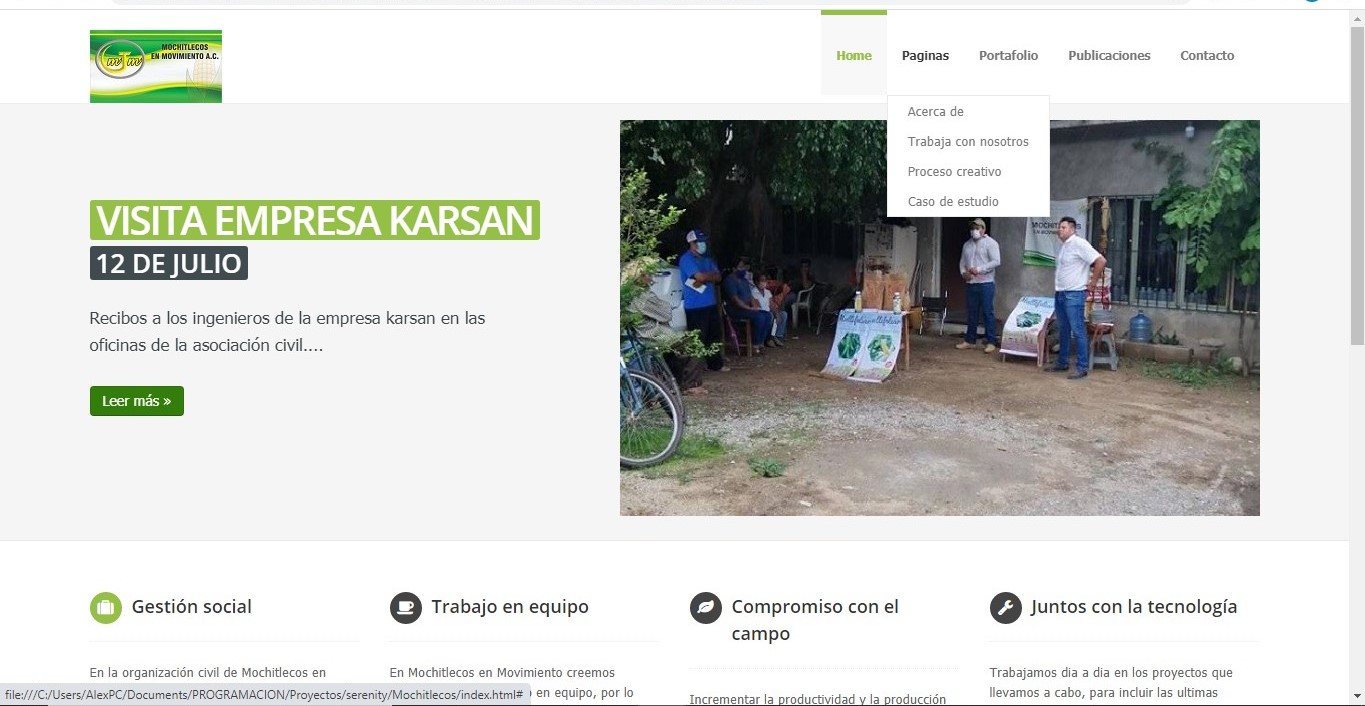 MOCHITLECOS
EN MOVIMIENTO A.C.
mJm
Home
Paginas
Portafolio
Publicaciones
Contacto
Acerca de
Trabaja con nosotros
Proceso creativo
Caso de estudio
VISITA EMPRESA KARSAN
12 DE JULIO
Recibos a los ingenieros de la empresa karsan en las
oficinas de la asociación civil....
Leer más »
MOCHITLECOS
EN MOVIMIENTO
Gestión social
En la organización civil de Mochitlecos en
Trabajo en equipo
En Mochitlecos en Movimiento creemos
en equipo, por lo
Compromiso con el
campo
Incrementar la productividad y la producción
Juntos con la tecnología
Trabajamos dia a dia en los proyectos que
llevamos a cabo, para incluir las ultimas
file:///C:/Users/AlexPC/Documents/PROGRAMACION/Proyectos/serenity/Mochitlecos/index.html#